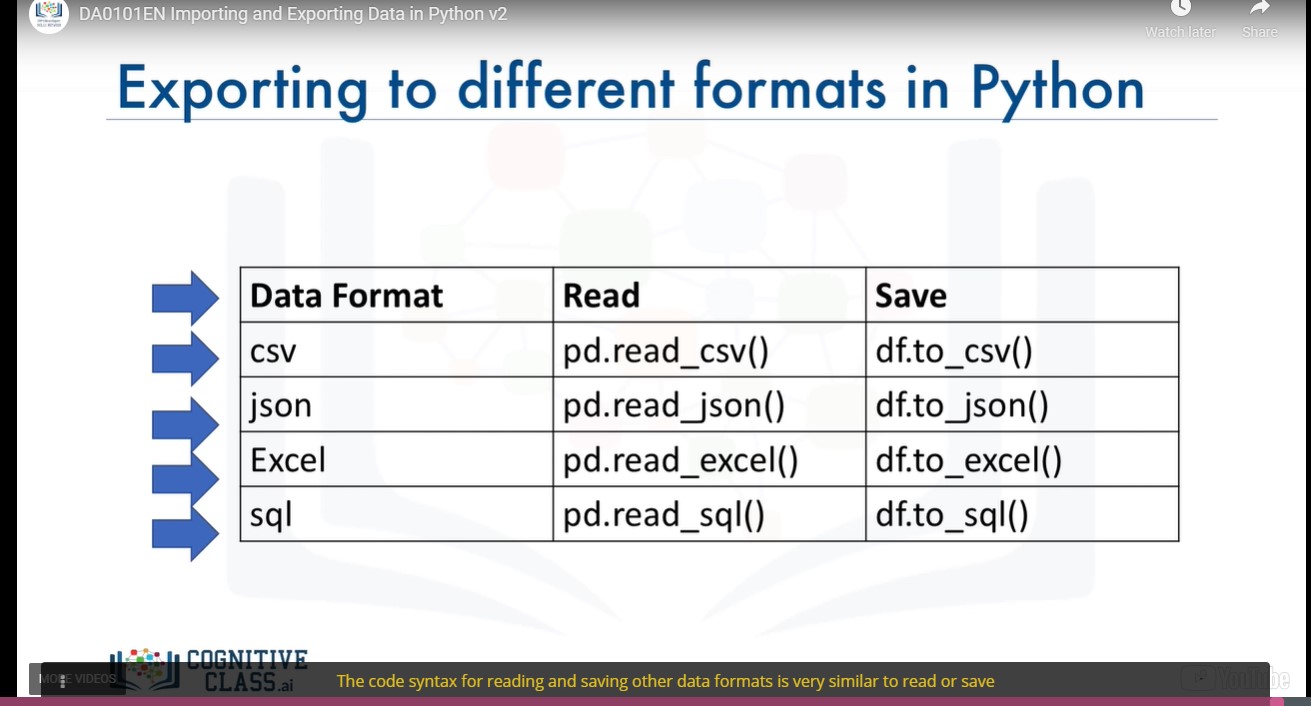 DA0101EN Importing and Exporting Data in Python v2
Watch later Share
Exporting to different formats in Python
Data Format Read Save
csv pd.read_csv() df.to_csv()
json pd.read_json() df.to_json()
Excel pd.read_excel() df.to_excel()
sql pd.read_sql() df.to_sql()
COGNITIVE
CLASS.ai
MORE VIDEOS
The code syntax for reading and saving other data formats is very similar to read or save
YouTube